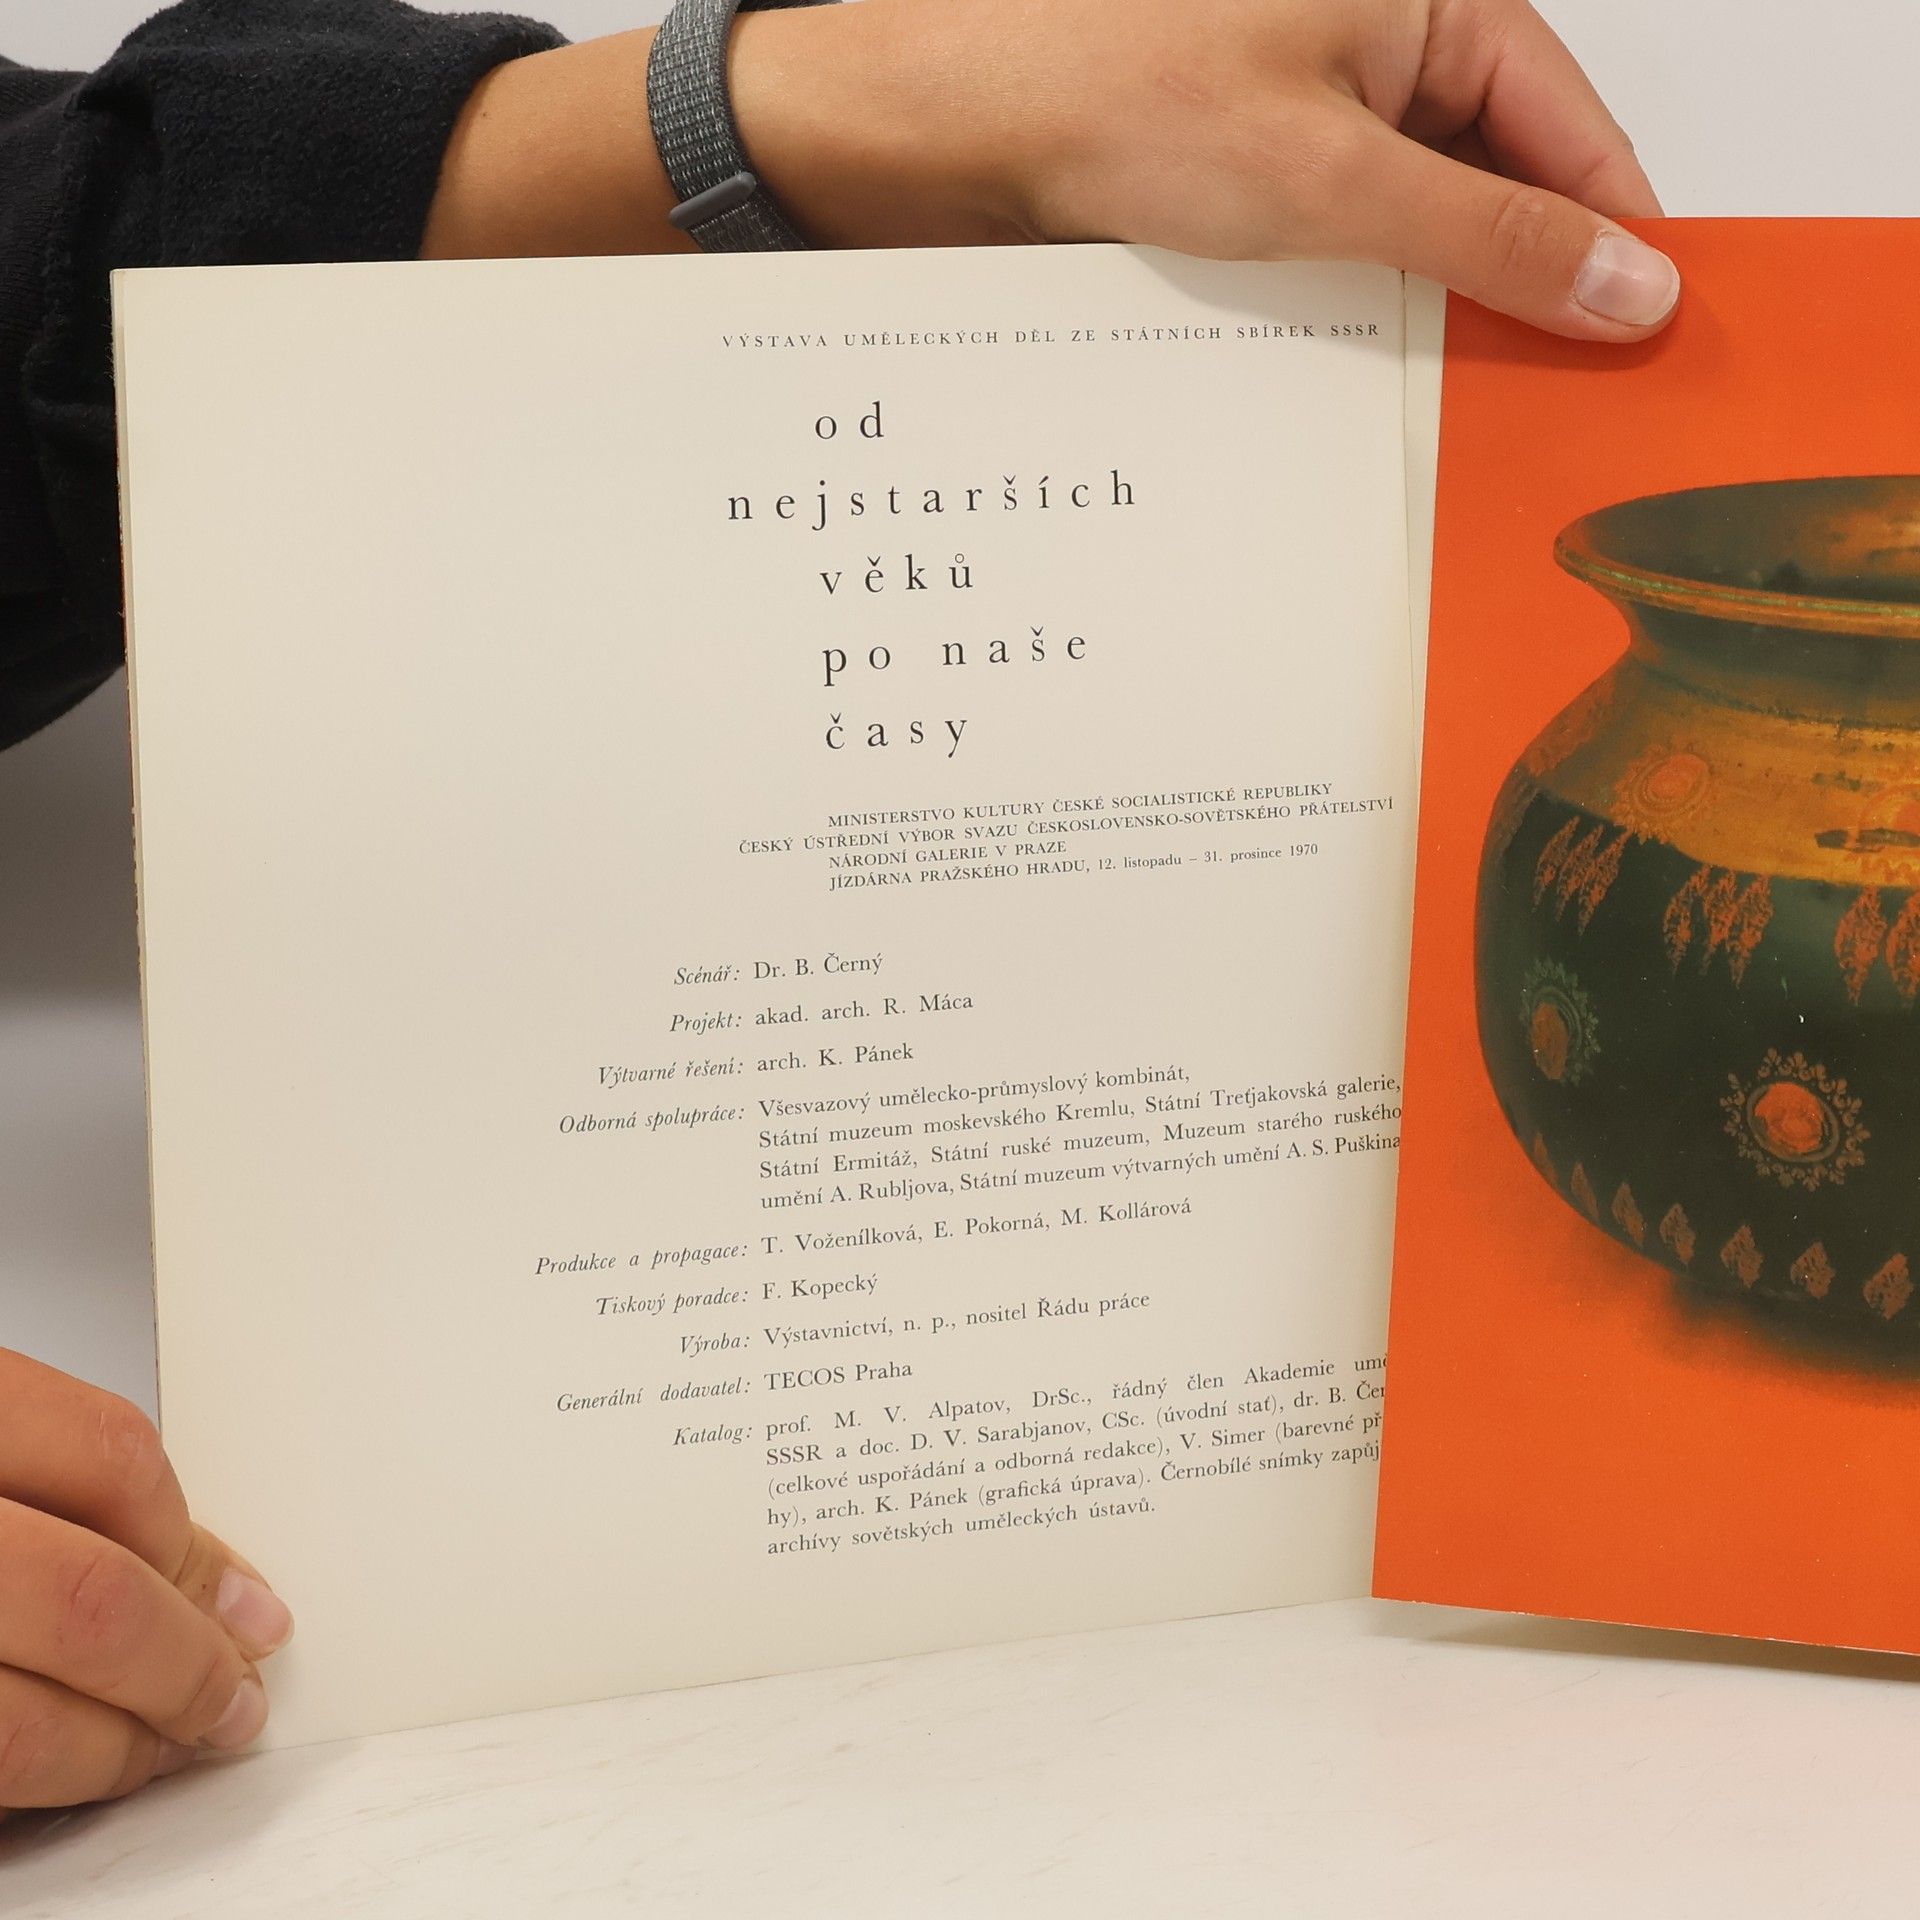 VÝSTAVA UMĚLECKÝCH DĚL ZE STÁTNÍCH SBÍREK SSSR
od
nejstarších
věků
po naše
časy
MINISTERSTVO KULTURY ČESKÉ SOCIALISTICKÉ REPUBLIKY
ČESKÝ ÚSTŘEDNÍ VÝBOR SVAZU ČESKOSLOVENSKO-SOVĚTSKÉHO PŘÁTELSTVÍ
NÁRODNÍ GALERIE V PRAZE
JÍZDÁRNA PRAŽSKÉHO HRADU, 12. listopadu – 31. prosince 1970
Scénář: Dr. B. Černý
Projekt: akad. arch. R. Máca
Výtvarné řešení: arch. K. Pánek
Odborná spolupráce: Všesvazový umělecko-průmyslový kombinát,
Státní muzeum moskevského Kremlu, Státní Treťjakovská galerie,
Státní Ermitáž, Státní ruské muzeum, Muzeum starého ruského
umění A. Rubljova, Státní muzeum výtvarných umění A. S. Puškina
Produkce a propagace: T. Voženílková, E. Pokorná, M. Kollárová
Tiskový poradce: F. Kopecký
Výroba: Výstavnictví, n. p., nositel Řádu práce
Generální dodavatel: TECOS Praha
Katalog: prof. M. V. Alpatov, DrSc., řádný člen Akademie
SSSR a doc. D. V. Sarabjanov, CSc. (úvodní stať), dr. B.
(celkové uspořádání a odborná redakce), V. Simer (barevné
hy), arch. K. Pánek (grafická úprava). Černobílé snímky
archívy sovětských uměleckých ústavů.